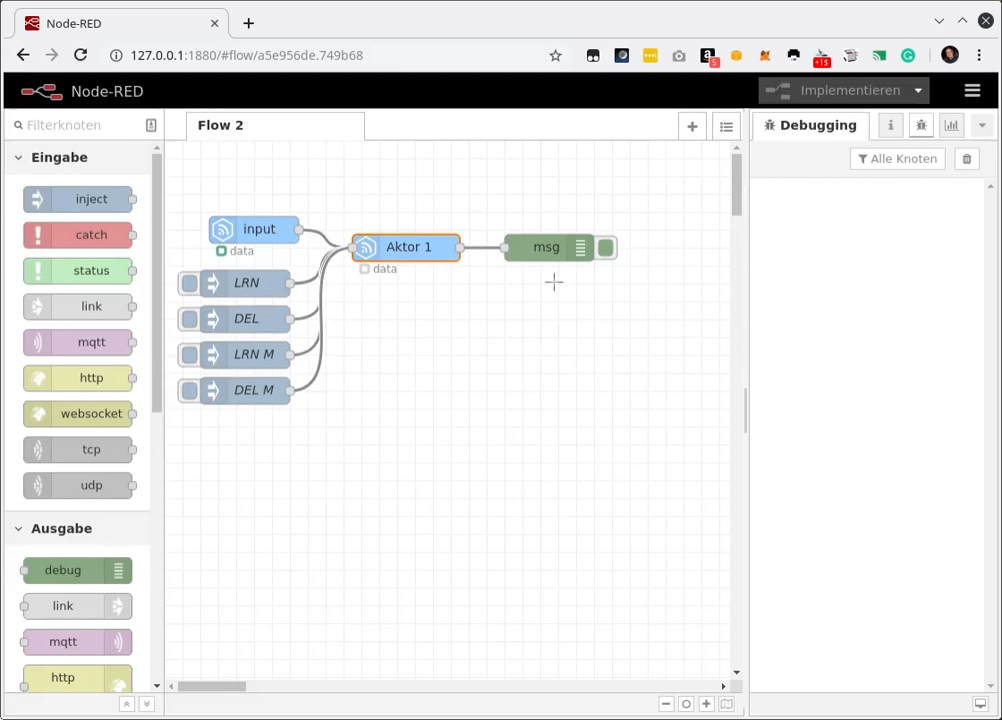 Node-RED
127.0.0.1:1880/#flow/a5e956de.749b68
5
+15
Node-RED
Implementieren
Filterknoten
Flow 2
Debugging
Alle Knoten
Eingabe
inject
catch
status
link
mqtt
http
websocket
tcp
udp
Ausgabe
debug
link
mqtt
http
input
data
LRN
DEL
LRN M
DEL M
Aktor 1
data
msg